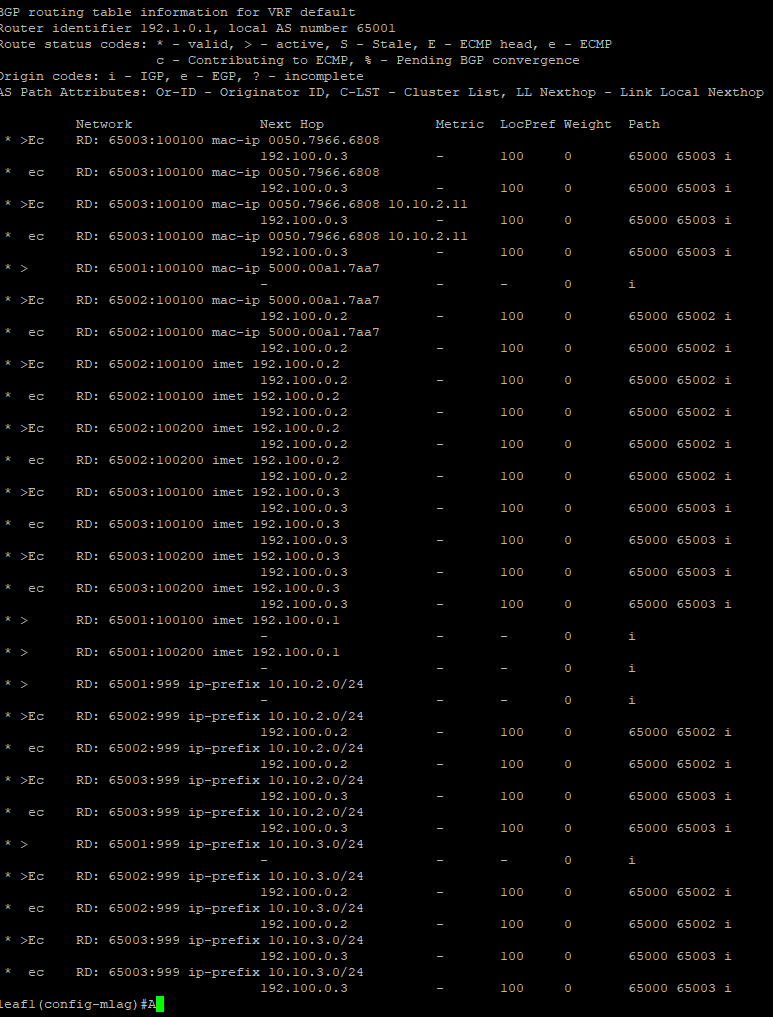 BGP routing table information for VRF default
Router identifier 192.1.0.1, local AS number 65001
Route status codes: * - valid, > - active, S - Stale, E - ECMP head, e - ECMP
                    c - Contributing to ECMP, % - Pending BGP convergence
Origin codes: i - IGP, e - EGP, ? - incomplete
AS Path Attributes: Or-ID - Originator ID, C-LST - Cluster List, LL Nexthop - Link Local Nexthop

          Network                Next Hop              Metric  LocPref Weight  Path
 * >Ec    RD: 65003:100100 mac-ip 0050.7966.6808
                                 192.100.0.3           -       100     0       65000 65003 i
 *  ec    RD: 65003:100100 mac-ip 0050.7966.6808
                                 192.100.0.3           -       100     0       65000 65003 i
 * >Ec    RD: 65003:100100 mac-ip 0050.7966.6808 10.10.2.11
                                 192.100.0.3           -       100     0       65000 65003 i
 *  ec    RD: 65003:100100 mac-ip 0050.7966.6808 10.10.2.11
                                 192.100.0.3           -       100     0       65000 65003 i
 * >      RD: 65001:100100 mac-ip 5000.00a1.7aa7
                                 -                     -       -       0       i
 * >Ec    RD: 65002:100100 mac-ip 5000.00a1.7aa7
                                 192.100.0.2           -       100     0       65000 65002 i
 *  ec    RD: 65002:100100 mac-ip 5000.00a1.7aa7
                                 192.100.0.2           -       100     0       65000 65002 i
 * >Ec    RD: 65002:100100 imet 192.100.0.2
                                 192.100.0.2           -       100     0       65000 65002 i
 *  ec    RD: 65002:100100 imet 192.100.0.2
                                 192.100.0.2           -       100     0       65000 65002 i
 * >Ec    RD: 65002:100200 imet 192.100.0.2
                                 192.100.0.2           -       100     0       65000 65002 i
 *  ec    RD: 65002:100200 imet 192.100.0.2
                                 192.100.0.2           -       100     0       65000 65002 i
 * >Ec    RD: 65003:100100 imet 192.100.0.3
                                 192.100.0.3           -       100     0       65000 65003 i
 *  ec    RD: 65003:100100 imet 192.100.0.3
                                 192.100.0.3           -       100     0       65000 65003 i
 * >Ec    RD: 65003:100200 imet 192.100.0.3
                                 192.100.0.3           -       100     0       65000 65003 i
 *  ec    RD: 65003:100200 imet 192.100.0.3
                                 192.100.0.3           -       100     0       65000 65003 i
 * >      RD: 65001:100100 imet 192.100.0.1
                                 -                     -       -       0       i
 * >      RD: 65001:100200 imet 192.100.0.1
                                 -                     -       -       0       i
 * >      RD: 65001:999 ip-prefix 10.10.2.0/24
                                 -                     -       -       0       i
 * >Ec    RD: 65002:999 ip-prefix 10.10.2.0/24
                                 192.100.0.2           -       100     0       65000 65002 i
 *  ec    RD: 65002:999 ip-prefix 10.10.2.0/24
                                 192.100.0.2           -       100     0       65000 65002 i
 * >Ec    RD: 65003:999 ip-prefix 10.10.2.0/24
                                 192.100.0.3           -       100     0       65000 65003 i
 *  ec    RD: 65003:999 ip-prefix 10.10.2.0/24
                                 192.100.0.3           -       100     0       65000 65003 i
 * >      RD: 65001:999 ip-prefix 10.10.3.0/24
                                 -                     -       -       0       i
 * >Ec    RD: 65002:999 ip-prefix 10.10.3.0/24
                                 192.100.0.2           -       100     0       65000 65002 i
 *  ec    RD: 65002:999 ip-prefix 10.10.3.0/24
                                 192.100.0.2           -       100     0       65000 65002 i
 * >Ec    RD: 65003:999 ip-prefix 10.10.3.0/24
                                 192.100.0.3           -       100     0       65000 65003 i
 *  ec    RD: 65003:999 ip-prefix 10.10.3.0/24
                                 192.100.0.3           -       100     0       65000 65003 i
leaf1(config-mlag)#A